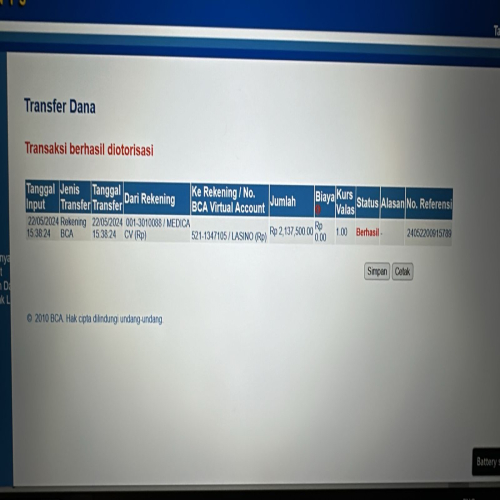 Transfer Dana
Transaksi berhasil diotorisasi
Tanggal Input Jenis Transfer Tanggal Transfer Dari Rekening Ke Rekening / No. BCA Virtual Account Jumlah Biaya Kurs Valas Status Alasan No. Referensi
22/05/2024 15:38:24 Rekening BCA 22/05/2024 15:38:24 001-3010088 / MEDICA CV (Rp) 521-1347105 / LASINO (Rp) Rp 2,137,500.00 Rp 0.00 1.00 Berhasil - 24052200915789
Simpan Cetak
© 2010 BCA. Hak cipta dilindungi undang-undang
Battery